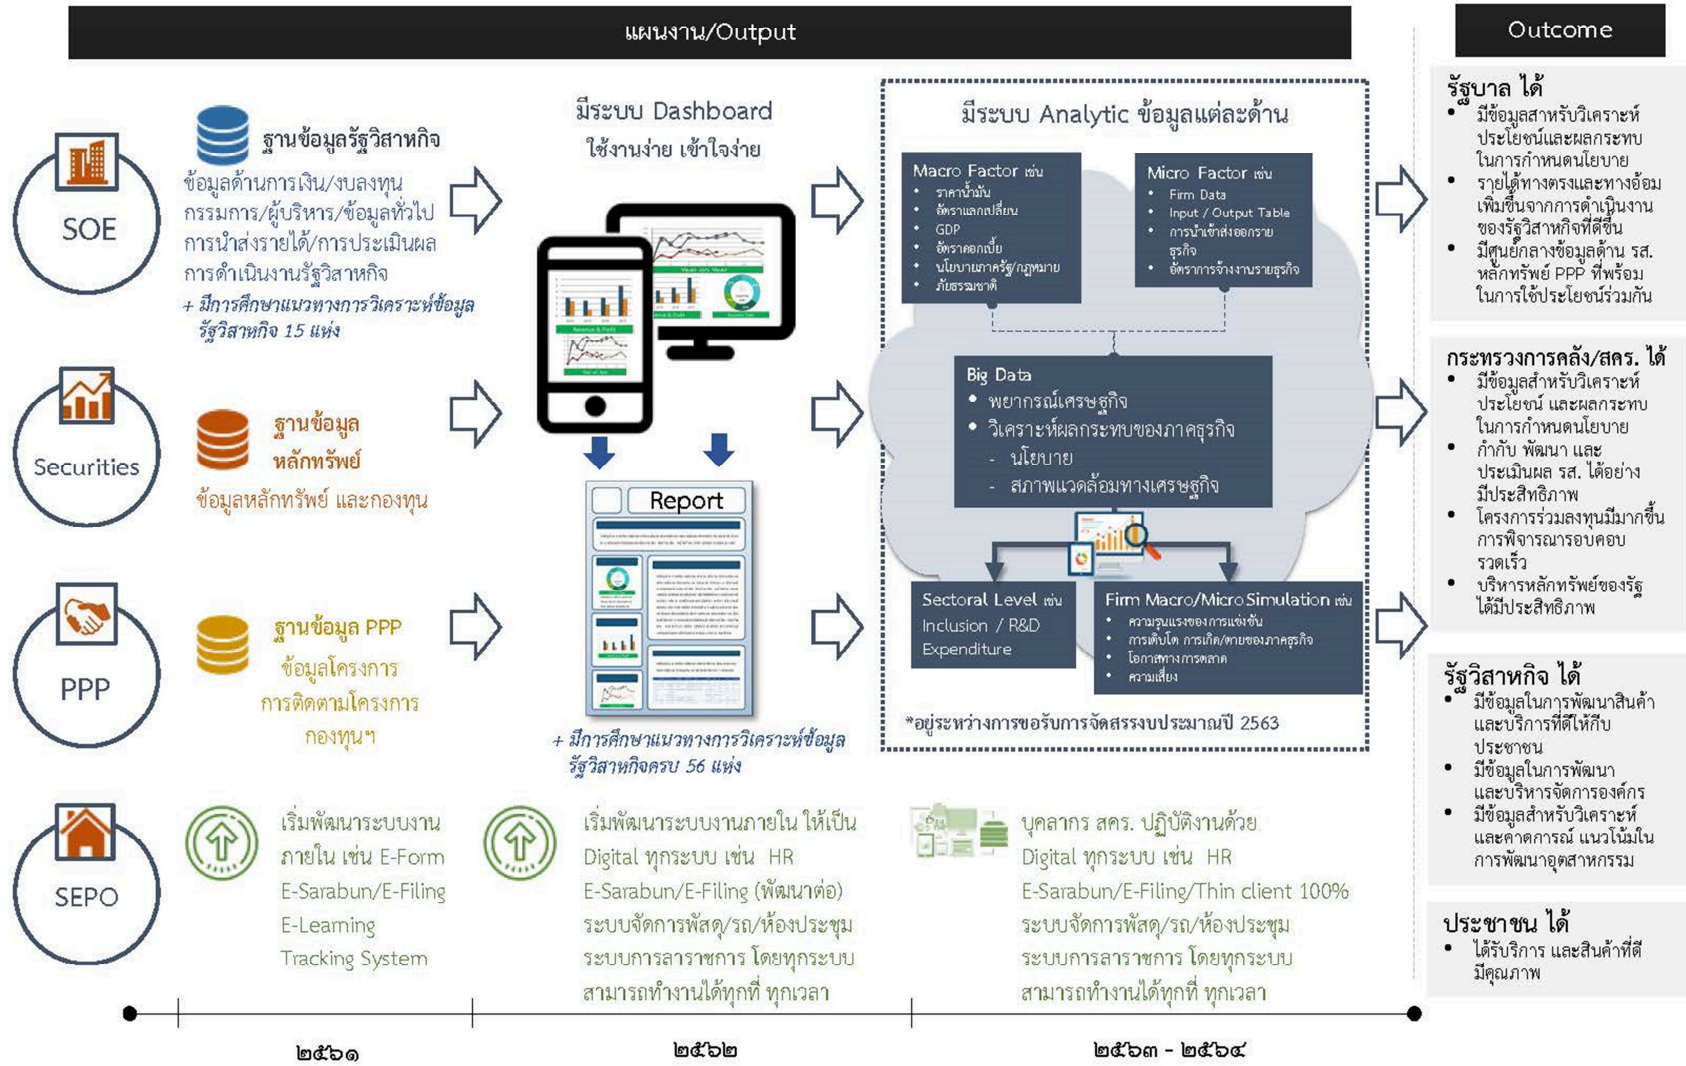 แผนงาน/Output
Outcome
SOE
ฐานข้อมูลรัฐวิสาหกิจ
ข้อมูลด้านการเงิน/งบลงทุน
กรรมการ/ผู้บริหาร/ข้อมูลทั่วไป
การนำส่งรายได้/การประเมินผล
การดำเนินงานรัฐวิสาหกิจ
+ มีการศึกษาแนวทางการวิเคราะห์ข้อมูล
รัฐวิสาหกิจ 15 แห่ง
Securities
ฐานข้อมูล
หลักทรัพย์
ข้อมูลหลักทรัพย์ และกองทุน
PPP
ฐานข้อมูล PPP
ข้อมูลโครงการ
การติดตามโครงการ
กองทุนฯ
มีระบบ Dashboard
ใช้งานง่าย เข้าใจง่าย
Report
+ มีการศึกษาแนวทางการวิเคราะห์ข้อมูล
รัฐวิสาหกิจครบ 56 แห่ง
มีระบบ Analytic ข้อมูลแต่ละด้าน
Macro Factor เช่น
• ราคาน้ำมัน
• อัตราแลกเปลี่ยน
• GDP
• อัตราดอกเบี้ย
• นโยบายภาครัฐ/กฎหมาย
• ภัยธรรมชาติ
Micro Factor เช่น
• Firm Data
• Input / Output Table
• การนำเข้าส่งออกราย
ธุรกิจ
• อัตราการจ้างงานรายธุรกิจ
Big Data
• พยากรณ์เศรษฐกิจ
• วิเคราะห์ผลกระทบของภาคธุรกิจ
- นโยบาย
- สภาพแวดล้อมทางเศรษฐกิจ
Sectoral Level เช่น
Inclusion / R&D
Expenditure
Firm Macro/Micro Simulation เช่น
• ความรุนแรงของการแข่งขัน
• การเติบโต การเกิด/ตายของภาคธุรกิจ
• โอกาสทางการตลาด
• ความเสี่ยง
*อยู่ระหว่างการขอรับการจัดสรรงบประมาณปี 2563
SEPO
เริ่มพัฒนาระบบงาน
ภายใน เช่น E-Form
E-Sarabun/E-Filing
E-Learning
Tracking System
เริ่มพัฒนาระบบงานภายใน ให้เป็น
Digital ทุกระบบ เช่น HR
E-Sarabun/E-Filing (พัฒนาต่อ)
ระบบจัดการพัสดุ/รถ/ห้องประชุม
ระบบการลาราชการ โดยทุกระบบ
สามารถทำงานได้ทุกที่ ทุกเวลา
บุคลากร สคร. ปฏิบัติงานด้วย
Digital ทุกระบบ เช่น HR
E-Sarabun/E-Filing/Thin client 100%
ระบบจัดการพัสดุ/รถ/ห้องประชุม
ระบบการลาราชการ โดยทุกระบบ
สามารถทำงานได้ทุกที่ ทุกเวลา
๒๕๖๑
๒๕๖๒
๒๕๖๓ - ๒๕๖๔
รัฐบาล ได้
• มีข้อมูลสาหรับวิเคราะห์
ประโยชน์และผลกระทบ
ในการกำหนดนโยบาย
• รายได้ทางตรงและทางอ้อม
เพิ่มขึ้นจากการดำเนินงาน
ของรัฐวิสาหกิจที่ดีขึ้น
• มีศูนย์กลางข้อมูลด้าน รส.
หลักทรัพย์ PPP ที่พร้อม
ในการใช้ประโยชน์ร่วมกัน
กระทรวงการคลัง/สคร. ได้
• มีข้อมูลสำหรับวิเคราะห์
ประโยชน์ และผลกระทบ
ในการกำหนดนโยบาย
• กำกับ พัฒนา และ
ประเมินผล รส. ได้อย่าง
มีประสิทธิภาพ
• โครงการร่วมลงทุนมีมากขึ้น
การพิจารณารอบคอบ
รวดเร็ว
• บริหารหลักทรัพย์ของรัฐ
ได้มีประสิทธิภาพ
รัฐวิสาหกิจ ได้
• มีข้อมูลในการพัฒนาสินค้า
และบริการที่ดีให้กับ
ประชาชน
• มีข้อมูลในการพัฒนา
และบริหารจัดการองค์กร
• มีข้อมูลสำหรับวิเคราะห์
และคาดการณ์ แนวโน้มใน
การพัฒนาอุตสาหกรรม
ประชาชน ได้
• ได้รับบริการ และสินค้าที่ดี
มีคุณภาพ